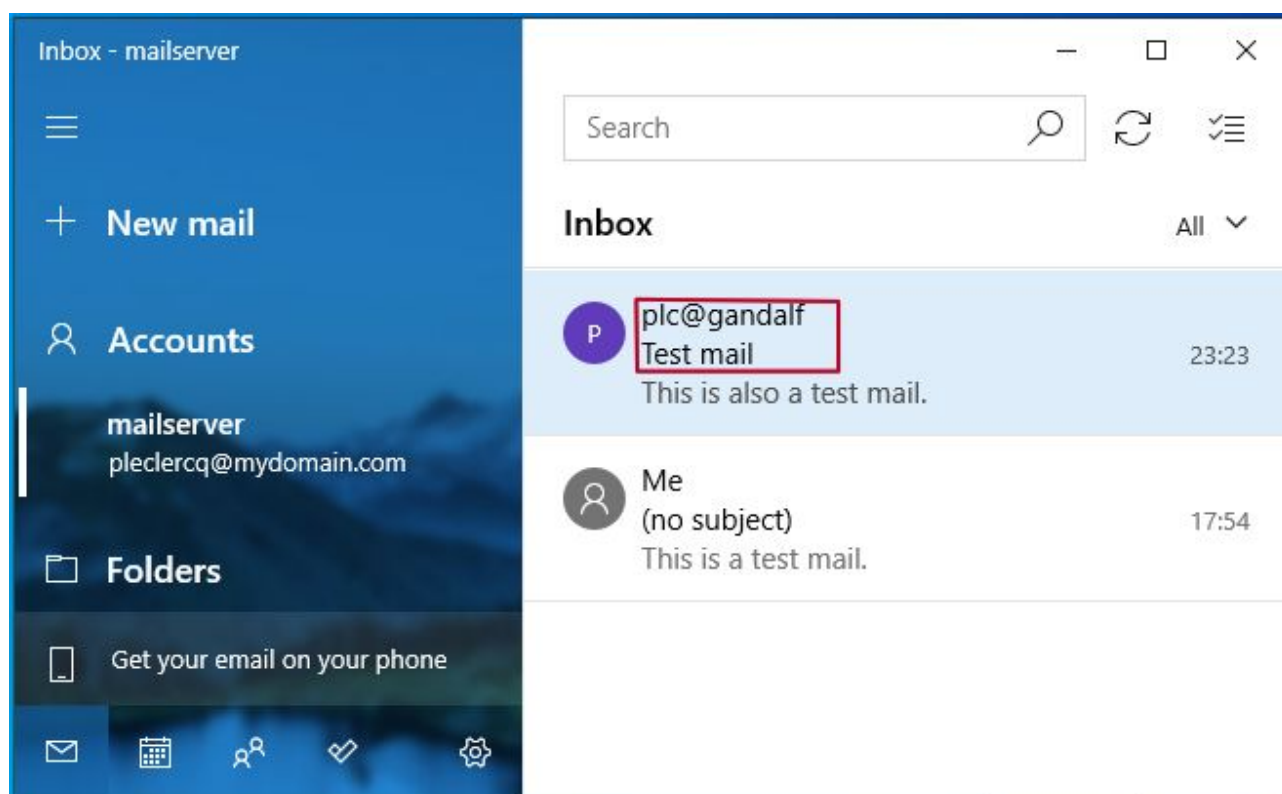 Inbox - mailserver
New mail
Accounts
mailserver
pleclercq@mydomain.com
Folders
Get your email on your phone
Search
Inbox
All
P
plc@gandalf
Test mail
23:23
This is also a test mail.
Me
(no subject)
17:54
This is a test mail.